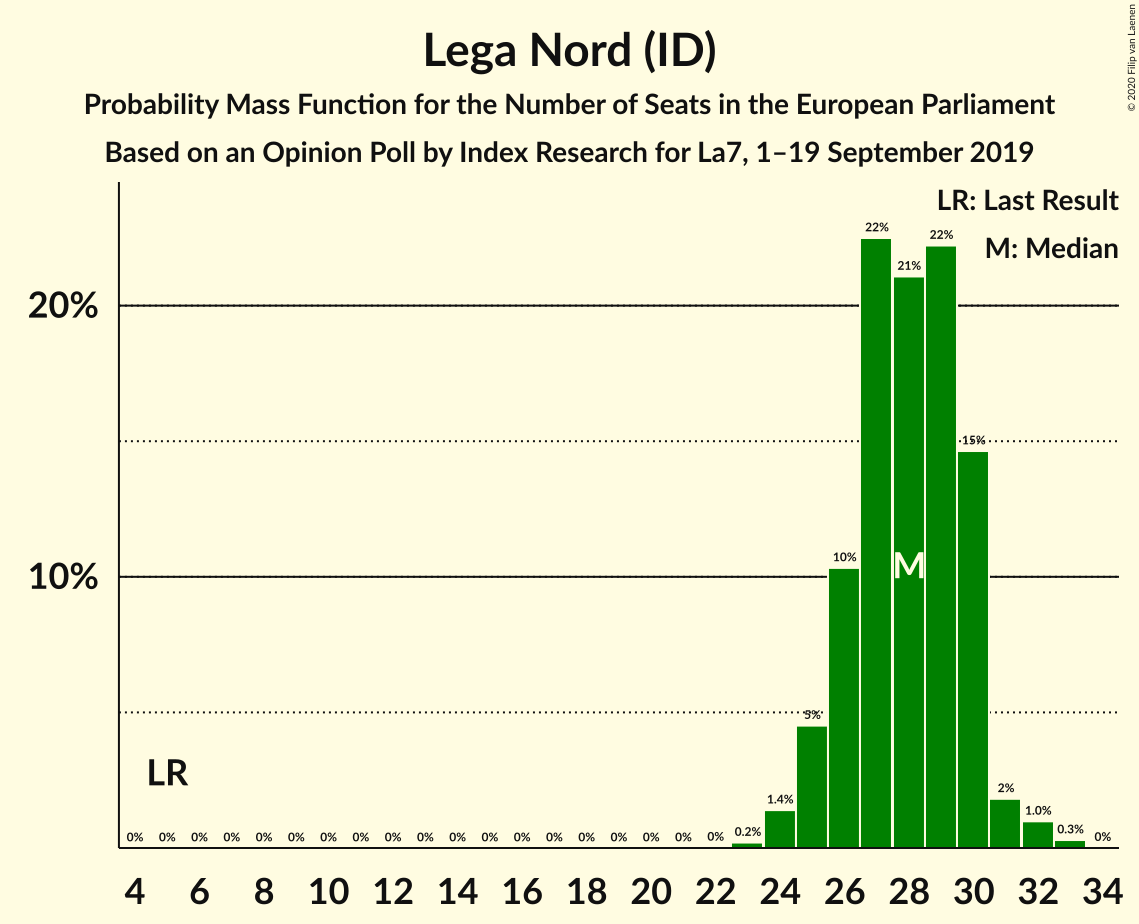 Lega Nord (ID)
Probability Mass Function for the Number of Seats in the European Parliament
Based on an Opinion Poll by Index Research for La7, 1–19 September 2019
© 2020 Filip van Laenen
LR: Last Result
M: Median
20%
10%
22%
21%
22%
15%
10%
M
5%
LR
0% 0% 0% 0% 0% 0% 0% 0% 0% 0% 0% 0% 0% 0% 0% 0% 0% 0% 0% 0.2% 1.4% 2% 1.0% 0.3% 0%
4 6 8 10 12 14 16 18 20 22 24 26 28 30 32 34